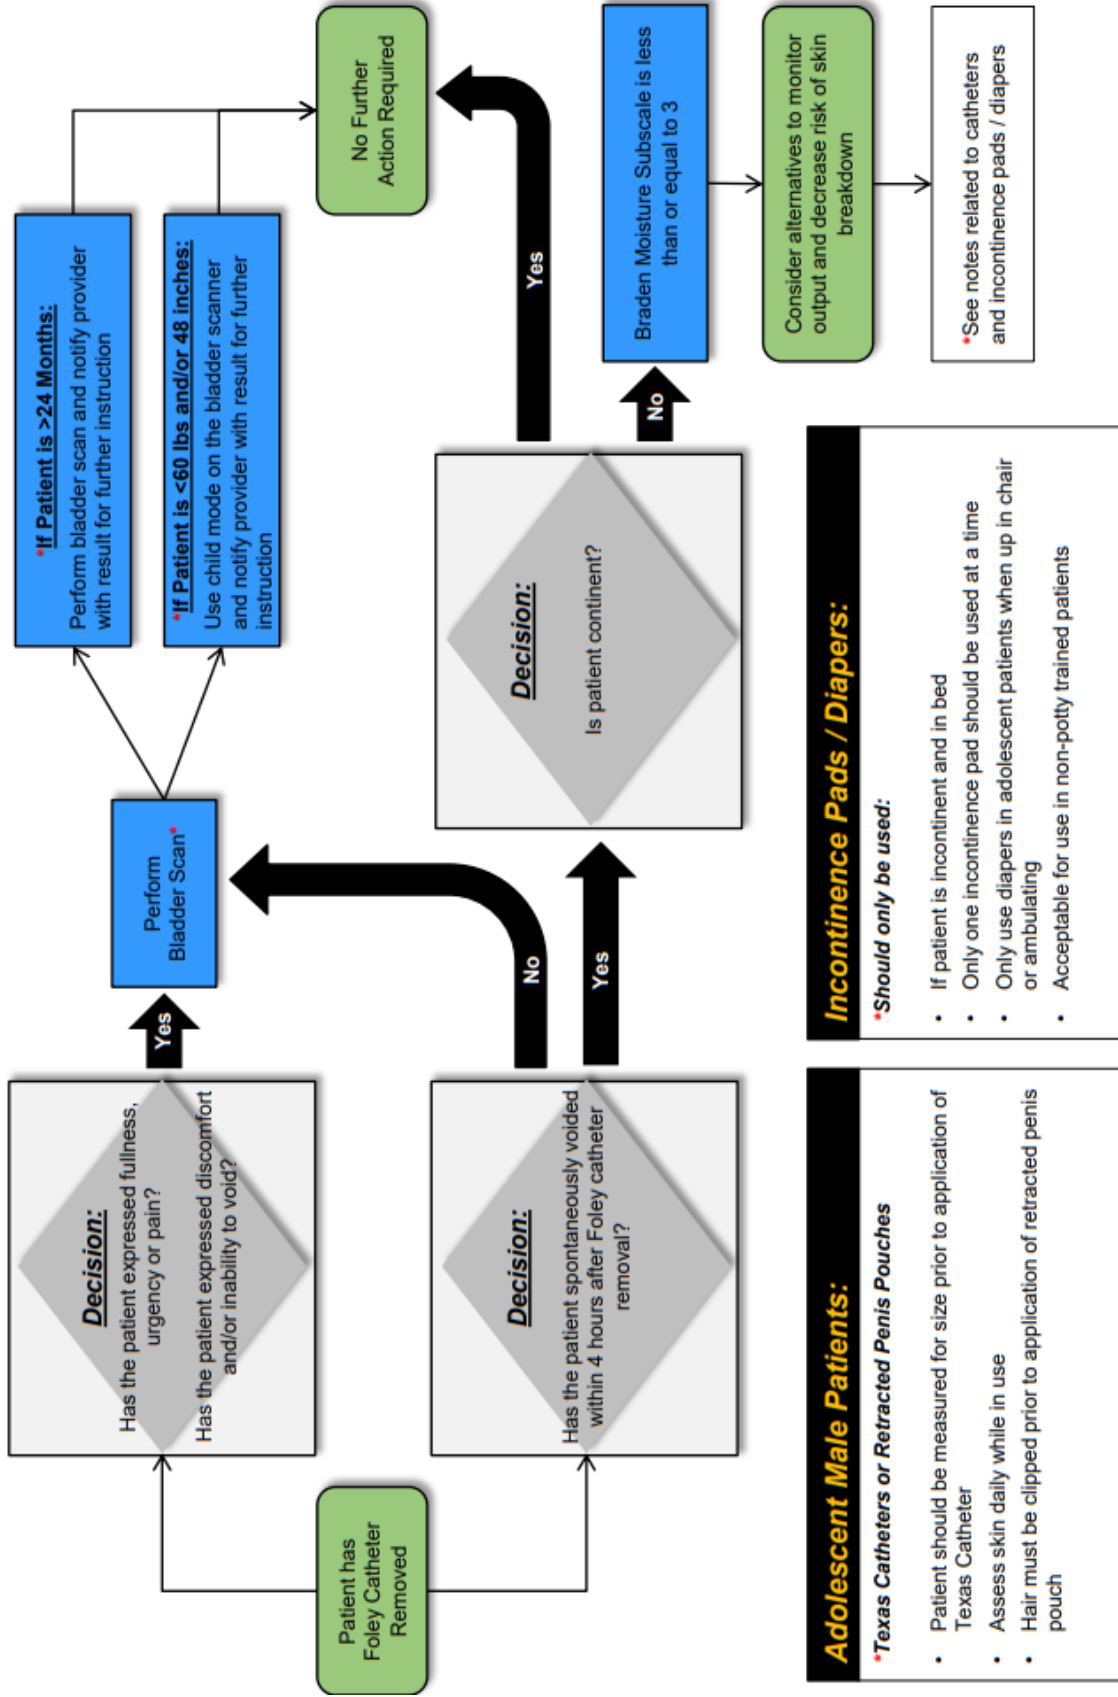 Patient has
Foley Catheter
Removed
Decision:
Has the patient expressed fullness,
urgency or pain?
Has the patient expressed discomfort
and/or inability to void?
Yes
Perform
Bladder Scan*
*If Patient is >24 Months:
Perform bladder scan and notify provider
with result for further instruction
*If Patient is <60 lbs and/or 48 inches:
Use child mode on the bladder scanner
and notify provider with result for further
instruction
No Further
Action Required
Decision:
Has the patient spontaneously voided
within 4 hours after Foley catheter
removal?
No
Yes
Decision:
Is patient continent?
Yes
No
Braden Moisture Subscale is less
than or equal to 3
Consider alternatives to monitor
output and decrease risk of skin
breakdown
*See notes related to catheters
and incontinence pads / diapers
Adolescent Male Patients:
*Texas Catheters or Retracted Penis Pouches
• Patient should be measured for size prior to application of
Texas Catheter
• Assess skin daily while in use
• Hair must be clipped prior to application of retracted penis
pouch
Incontinence Pads / Diapers:
*Should only be used:
• If patient is incontinent and in bed
• Only one incontinence pad should be used at a time
• Only use diapers in adolescent patients when up in chair
or ambulating
• Acceptable for use in non-potty trained patients